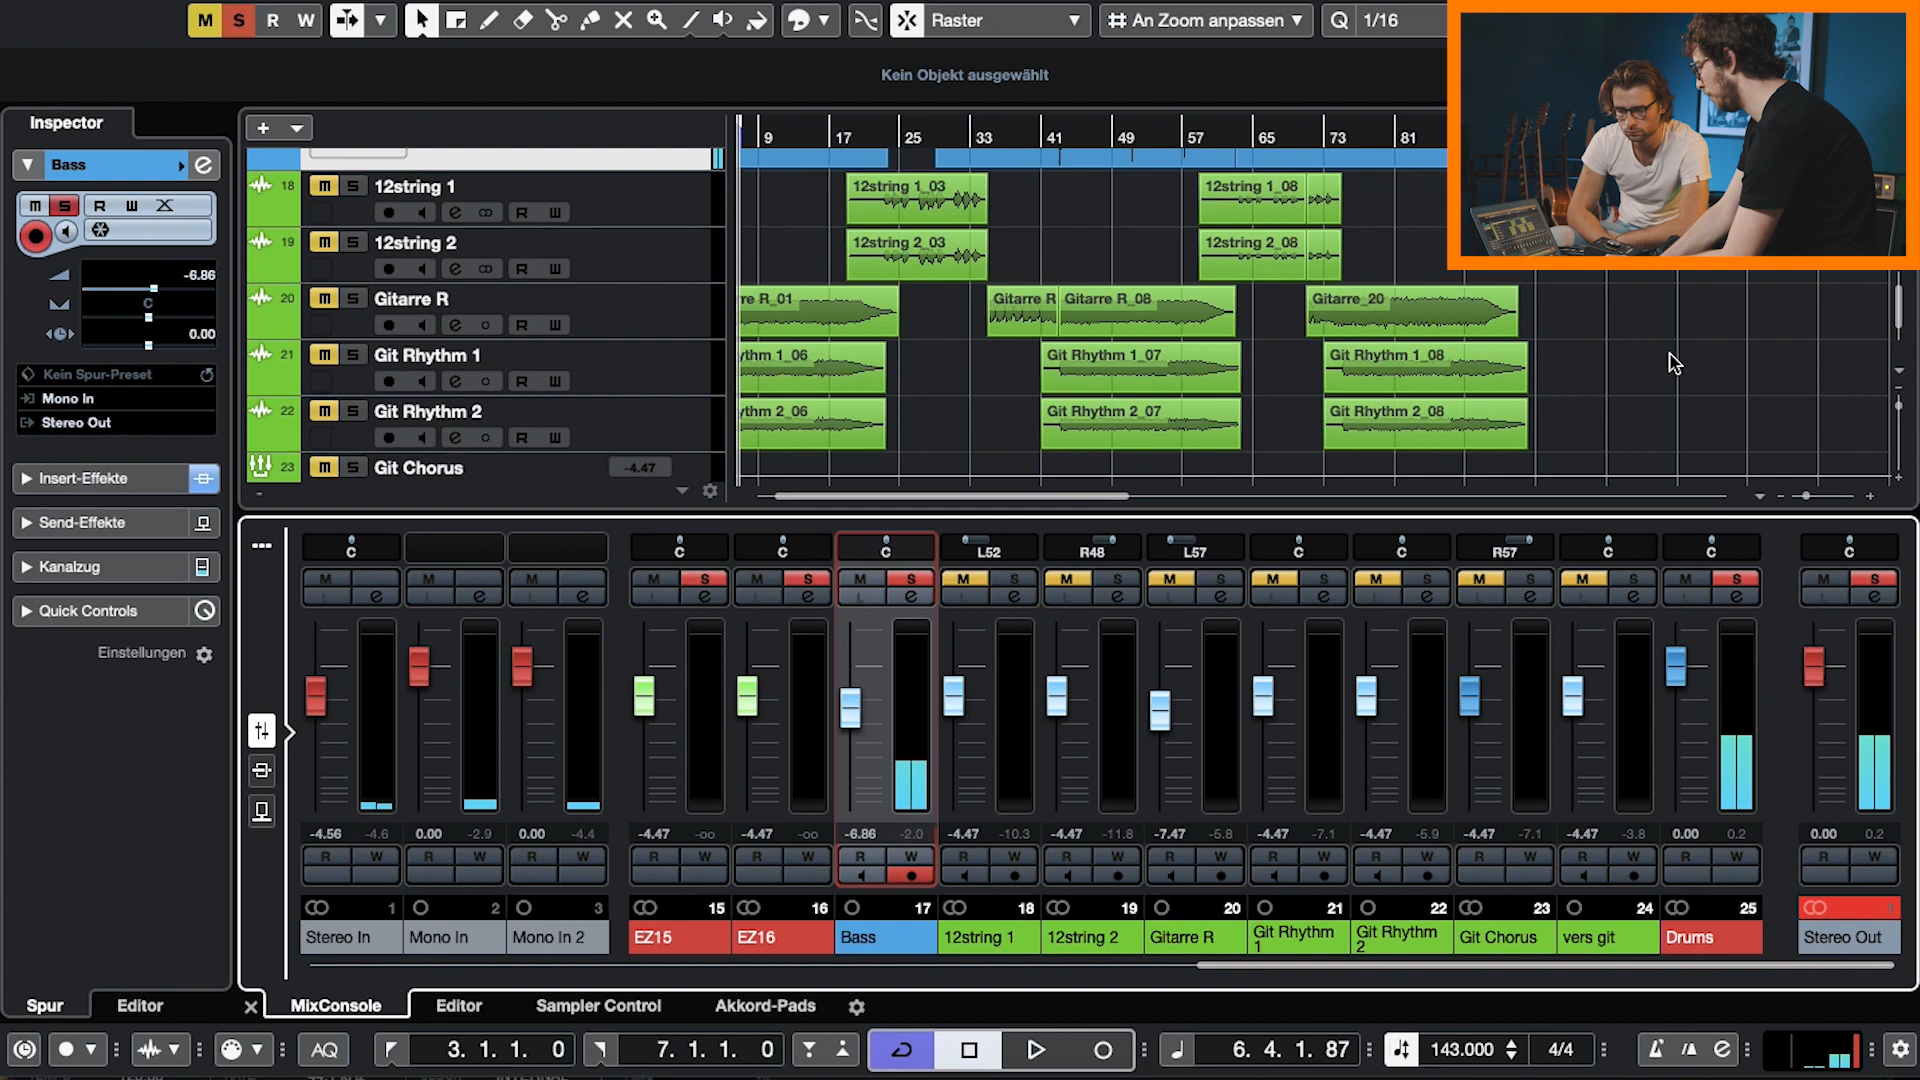 M S R W Raster An Zoom anpassen Q 1/16
Kein Objekt ausgewählt
Inspector
Bass
M S R W
-6.86
C
0.00
Kein Spur-Preset
Mono In
Stereo Out
Insert-Effekte
Send-Effekte
Kanalzug
Quick Controls
Einstellungen
Spur Editor
+ 9 17 25 33 41 49 57 65 73 81
18 M S 12string 1 12string 1_03 12string 1_08
R W
19 M S 12string 2 12string 2_03 12string 2_08
R W
20 M S Gitarre R re R_01 Gitarre R Gitarre R_08 Gitarre_20
R W
21 M S Git Rhythm 1 ythm 1_06 Git Rhythm 1_07 Git Rhythm 1_08
R W
22 M S Git Rhythm 2 ythm 2_06 Git Rhythm 2_07 Git Rhythm 2_08
R W
23 M S Git Chorus -4.47
C C C C L52 R48 L57 C C R57 C C C
M M M M S M S M S M S M S M S M S M S M S M S M S M S
L
-4.56 -4.6 0.00 -2.9 0.00 -4.4 -4.47 -oo -4.47 -oo -6.86 -2.0 -4.47 -10.3 -4.47 -11.8 -7.47 -5.8 -4.47 -7.1 -4.47 -5.9 -4.47 -7.1 -4.47 -3.8 0.00 0.2 0.00 0.2
R W R W R W R W R W R W R W R W R W R W R W R W R W R W R W
1 2 3 15 16 17 18 19 20 21 22 23 24 25 1
Stereo In Mono In Mono In 2 EZ15 EZ16 Bass 12string 1 12string 2 Gitarre R Git Rhythm 1 Git Rhythm 2 Git Chorus vers git Drums Stereo Out
MixConsole Editor Sampler Control Akkord-Pads
AQ 3. 1. 1. 0 7. 1. 1. 0 6. 4. 1. 87 143.000 4/4